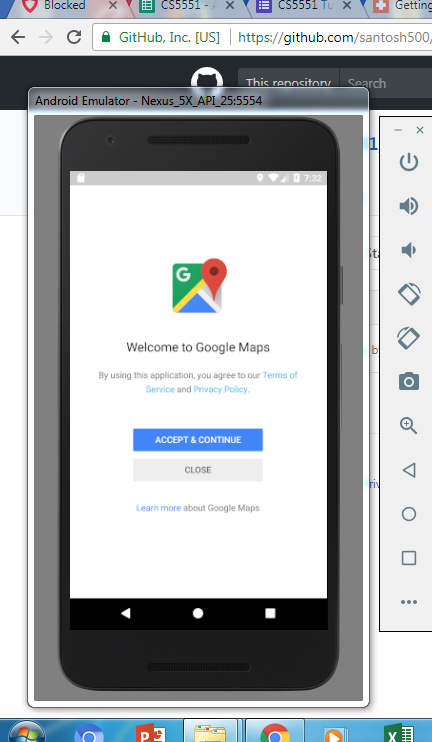 Blocked
CS5551 - A
CS5551 Tu
Getting
GitHub, Inc. [US]
https://github.com/santosh500/
This repository
Search
Android Emulator - Nexus_5X_API_25:5554
7:32
G
Welcome to Google Maps
By using this application, you agree to our Terms of
Service and Privacy Policy.
ACCEPT & CONTINUE
CLOSE
Learn more about Google Maps
by